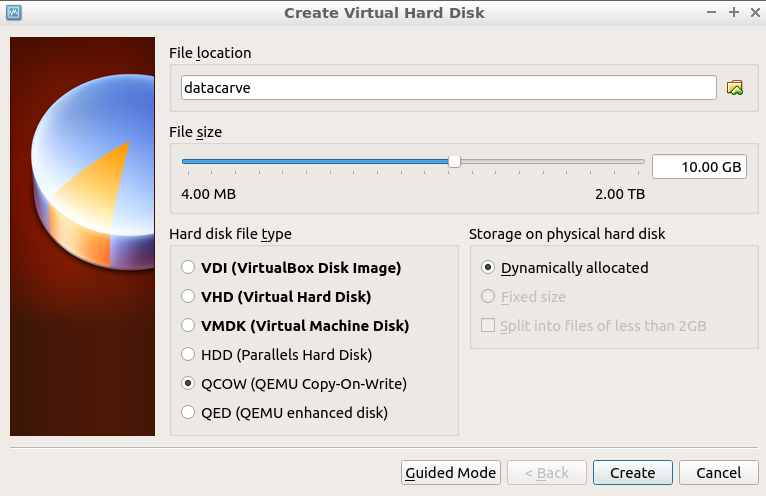 Create Virtual Hard Disk
File location
datacarve
File size
10.00 GB
4.00 MB
2.00 TB
Hard disk file type
VDI (VirtualBox Disk Image)
VHD (Virtual Hard Disk)
VMDK (Virtual Machine Disk)
HDD (Parallels Hard Disk)
QCOW (QEMU Copy-On-Write)
QED (QEMU enhanced disk)
Storage on physical hard disk
Dynamically allocated
Fixed size
Split into files of less than 2GB
Guided Mode
< Back
Create
Cancel